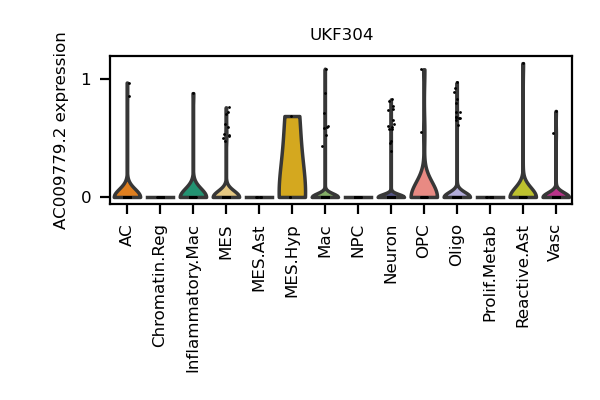 UKF304
AC009779.2 expression
1
0
AC
Chromatin.Reg
Inflammatory.Mac
MES
MES.Ast
MES.Hyp
Mac
NPC
Neuron
OPC
Oligo
Prolif.Metab
Reactive.Ast
Vasc